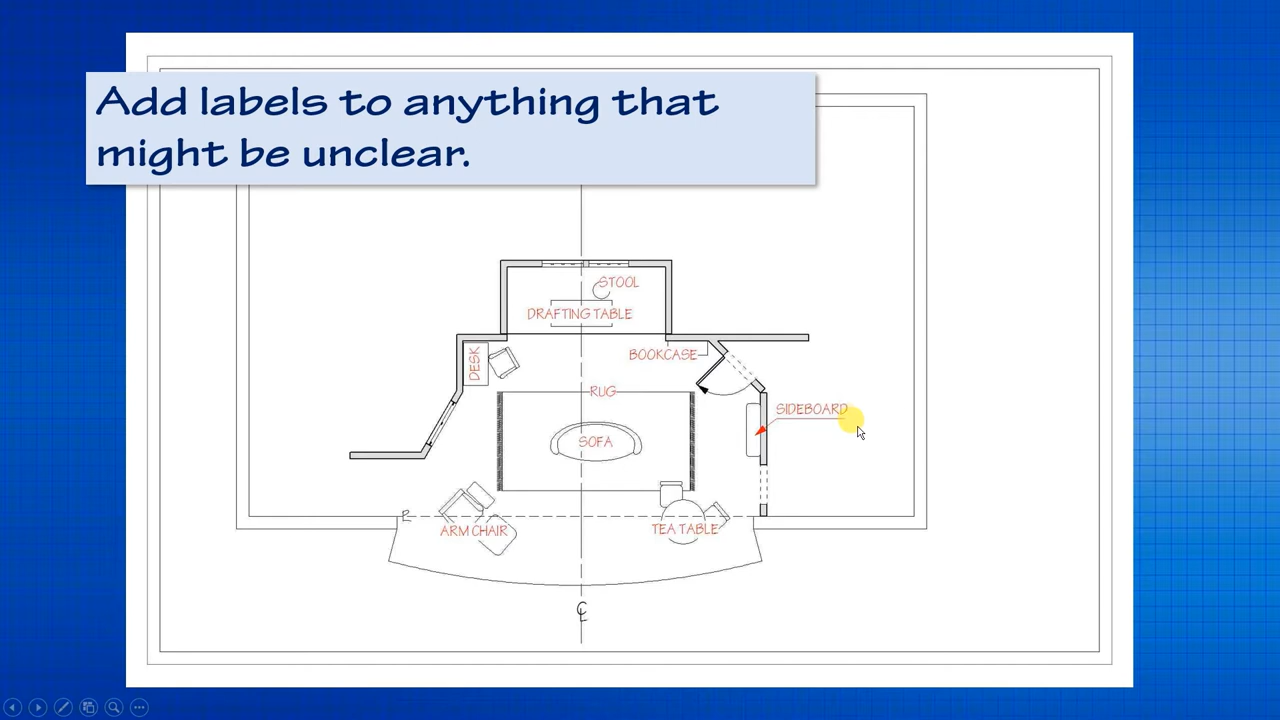 Add labels to anything that
might be unclear.
STOOL
DRAFTING TABLE
DESK
BOOKCASE
RUG
SIDEBOARD
SOFA
ARM CHAIR
TEA TABLE